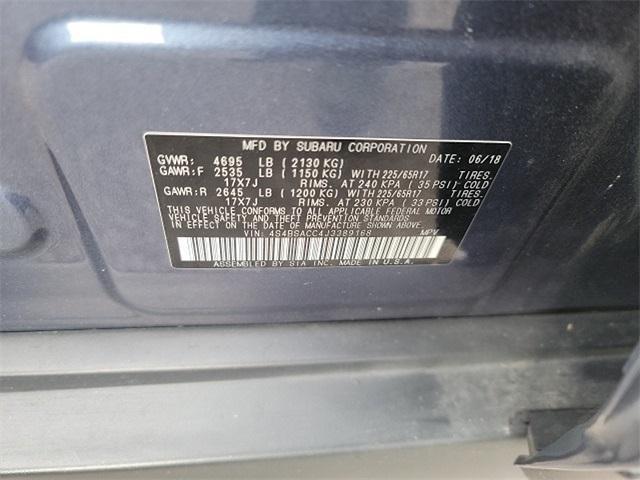 MFD BY SUBARU CORPORATION
GVWR: 4695 LB ( 2130 KG) DATE: 06/18
GAWR:F 2535 LB ( 1150 KG) WITH 225/65R17 TIRES.
17X7J RIMS. AT 240 KPA ( 35 PSI) COLD
GAWR:R 2645 LB ( 1200 KG) WITH 225/65R17 TIRES.
17X7J RIMS. AT 230 KPA ( 33 PSI) COLD
THIS VEHICLE CONFORMS TO ALL APPLICABLE FEDERAL MOTOR
VEHICLE SAFETY AND THEFT PREVENTION STANDARDS
IN EFFECT ON THE DATE OF MANUFACTURE SHOWN ABOVE.
VIN: 4S4BSACC4J3389168 MPV
ASSEMBLED BY SIA INC. MADE IN U.S.A.